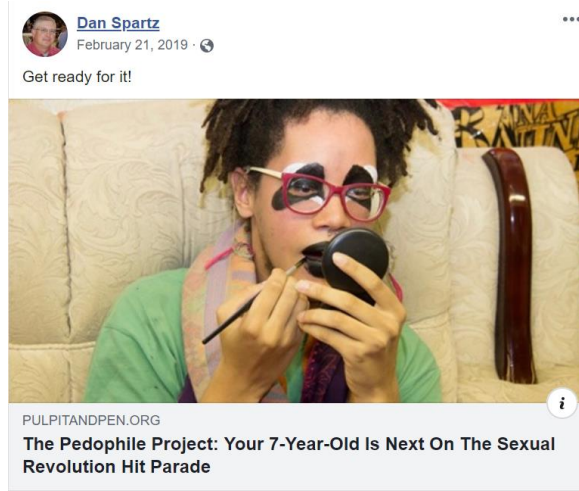 Dan Spartz
February 21, 2019 ·
Get ready for it!
PULPITANDPEN.ORG
The Pedophile Project: Your 7-Year-Old Is Next On The Sexual
Revolution Hit Parade